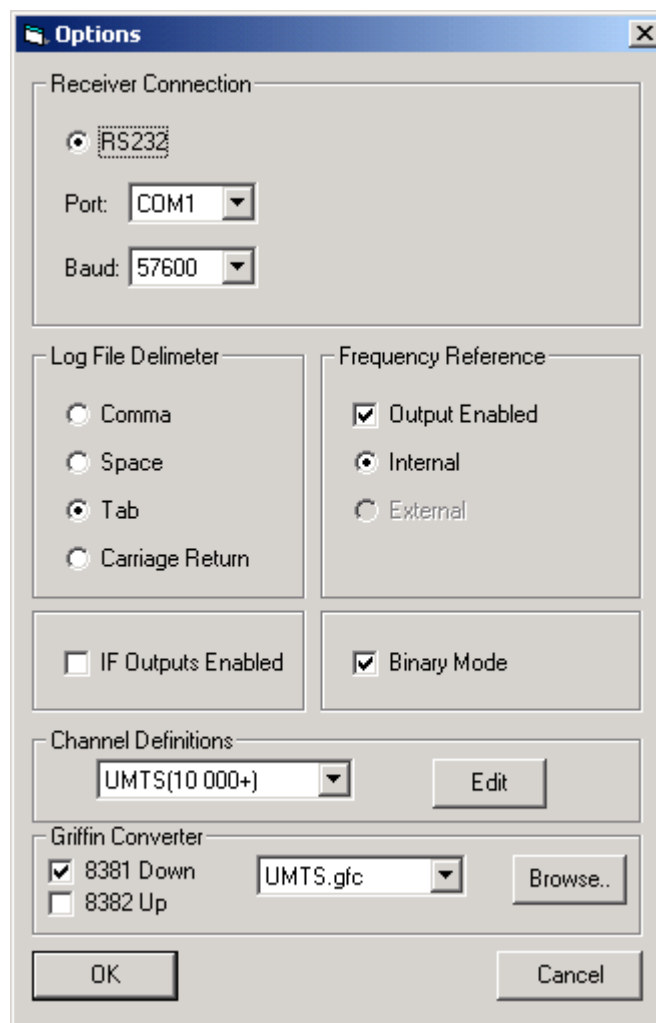 Options
Receiver Connection
RS232
Port: COM1
Baud: 57600
Log File Delimeter
Comma
Space
Tab
Carriage Return
Frequency Reference
Output Enabled
Internal
External
IF Outputs Enabled
Binary Mode
Channel Definitions
UMTS(10 000+)
Edit
Griffin Converter
8381 Down
8382 Up
UMTS.gfc
Browse..
OK
Cancel